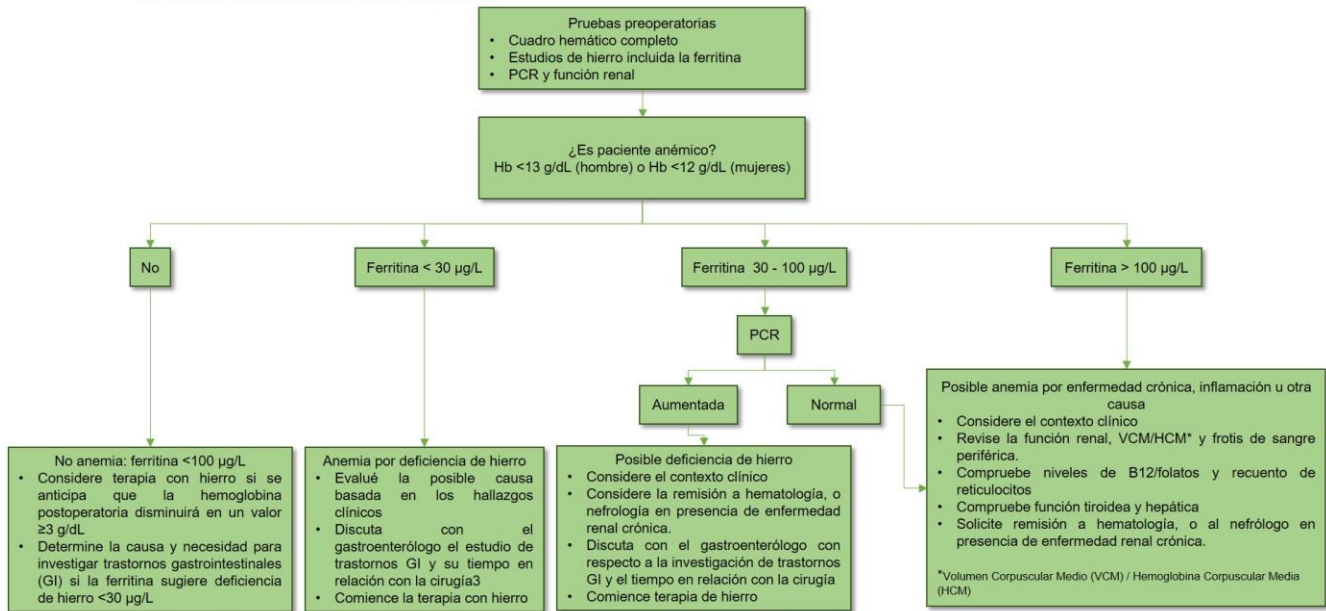 Pruebas preoperatorias
• Cuadro hemático completo
• Estudios de hierro incluida la ferritina
• PCR y función renal
¿Es paciente anémico?
Hb <13 g/dL (hombre) o Hb <12 g/dL (mujeres)
No
Ferritina < 30 µg/L
Ferritina 30 - 100 µg/L
Ferritina > 100 µg/L
PCR
Aumentada
Normal
No anemia: ferritina <100 µg/L
• Considere terapia con hierro si se
anticipa que la hemoglobina
postoperatoria disminuirá en un valor
≥3 g/dL
• Determine la causa y necesidad para
investigar trastornos gastrointestinales
(GI) si la ferritina sugiere deficiencia
de hierro <30 µg/L
Anemia por deficiencia de hierro
• Evalué la posible causa
basada en los hallazgos
clínicos
• Discuta con el
gastroenterólogo el estudio de
trastornos GI y su tiempo en
relación con la cirugía3
• Comience la terapia con hierro
Posible deficiencia de hierro
• Considere el contexto clínico
• Considere la remisión a hematología, o
nefrología en presencia de enfermedad
renal crónica.
• Discuta con el gastroenterólogo con
respecto a la investigación de trastornos
GI y el tiempo en relación con la cirugía
• Comience terapia de hierro
Posible anemia por enfermedad crónica, inflamación u otra
causa
• Considere el contexto clínico
• Revise la función renal, VCM/HCM* y frotis de sangre
periférica.
• Compruebe niveles de B12/folatos y recuento de
reticulocitos
• Compruebe función tiroidea y hepática
• Solicite remisión a hematología, o al nefrólogo en
presencia de enfermedad renal crónica.
*Volumen Corpuscular Medio (VCM) / Hemoglobina Corpuscular Media
(HCM)